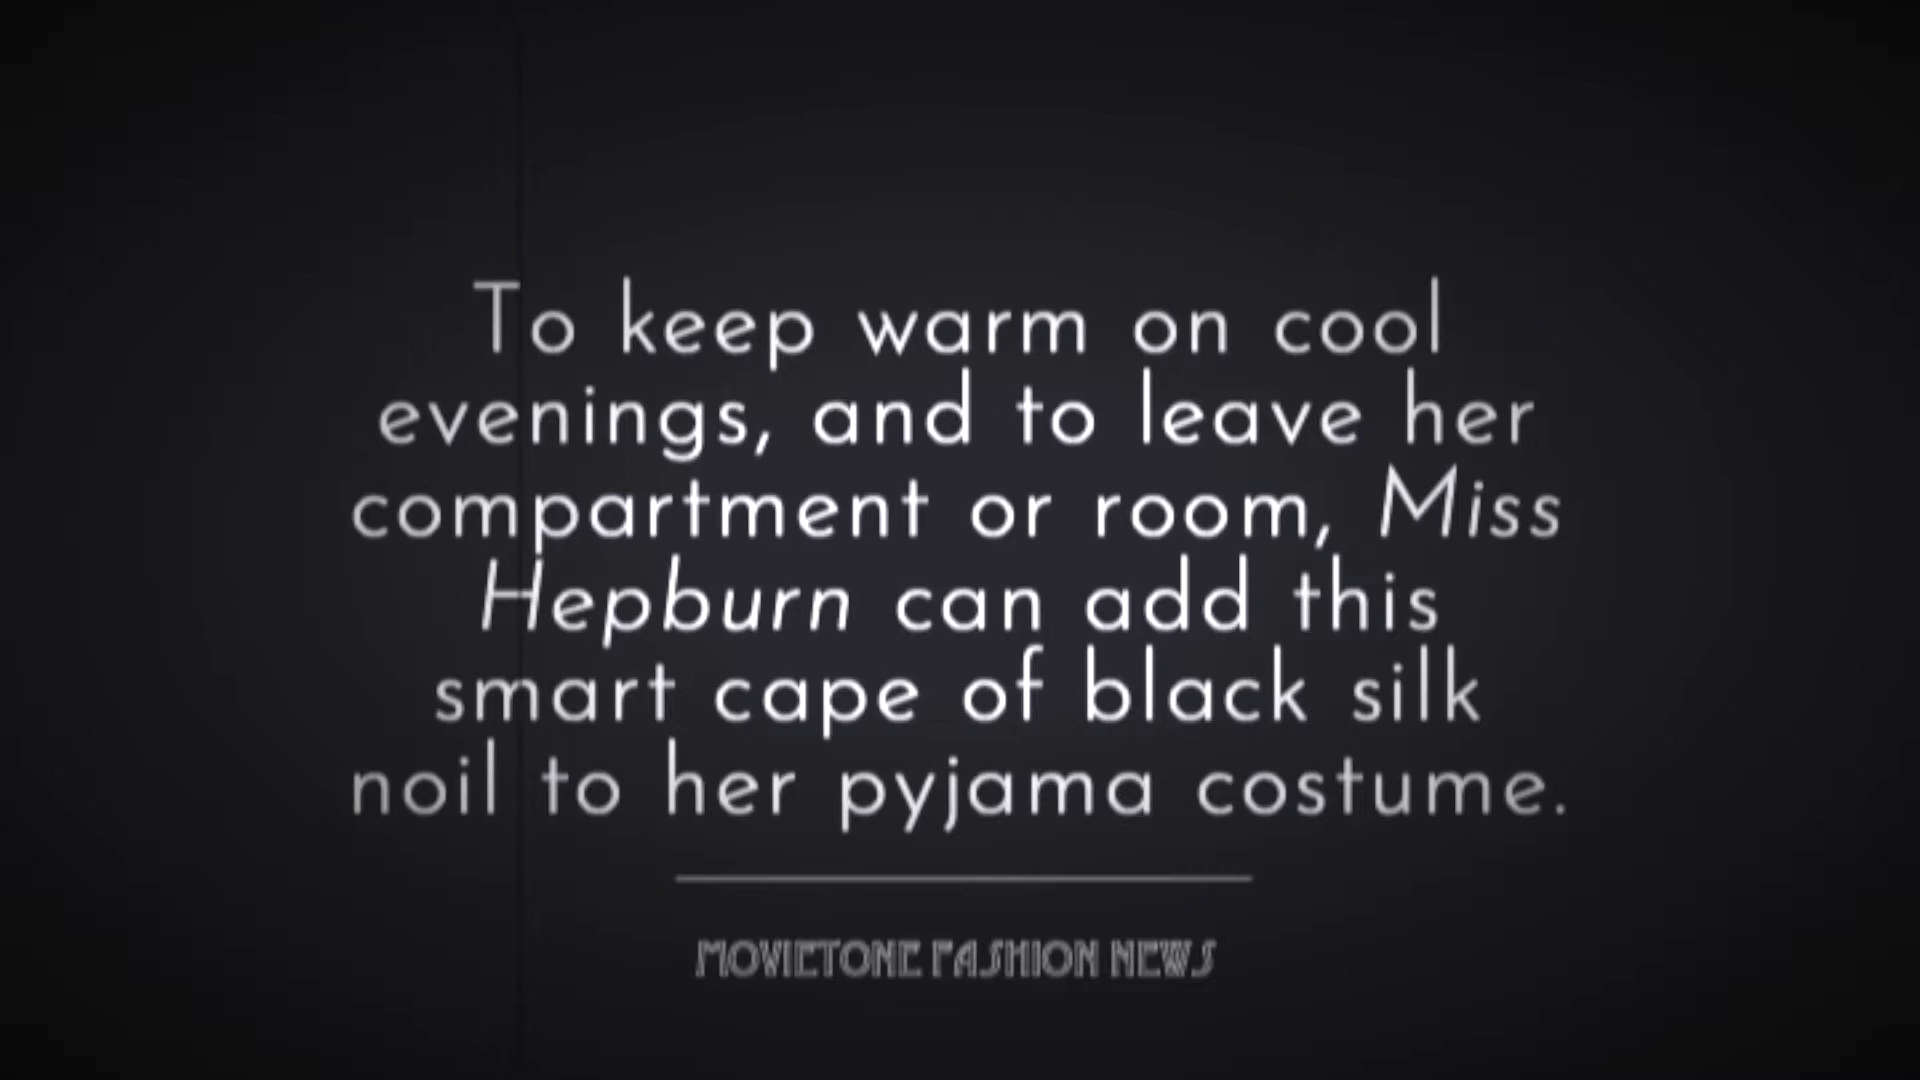 To keep warm on cool
evenings, and to leave her
compartment or room, Miss
Hepburn can add this
smart cape of black silk
noil to her pyjama costume.
MOVIETONE FASHION NEWS